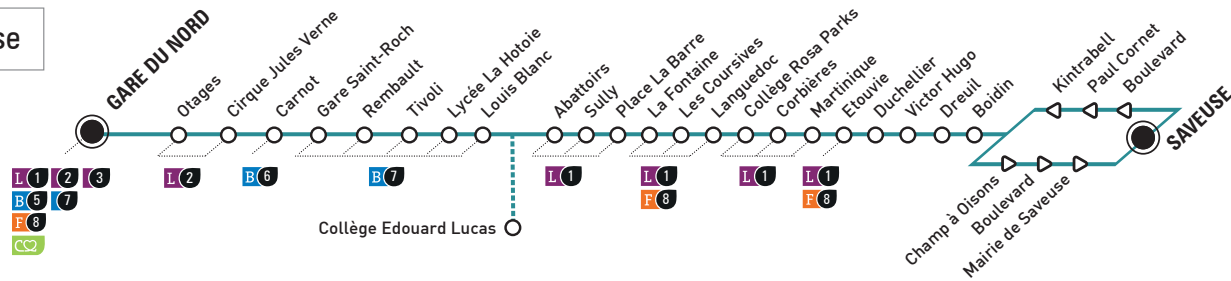 se
GARE DU NORD
Otages
Cirque Jules Verne
Carnot
Gare Saint-Roch
Rembault
Tivoli
Lycée La Hotoie
Louis Blanc
Abattoirs
Sully
Place La Barre
La Fontaine
Les Coursives
Languedoc
Collège Rosa Parks
Corbières
Martinique
Etouvie
Duchellier
Victor Hugo
Dreuil
Boidin
Kintrabell
Paul Cornet
Boulevard
SAVEUSE
Champ à Oisons
Boulevard
Mairie de Saveuse
Collège Edouard Lucas
L 1 2 3
B 5 7
F 8
L 2
B 6
B 7
L 1
L 1
F 8
L 1
L 1
F 8